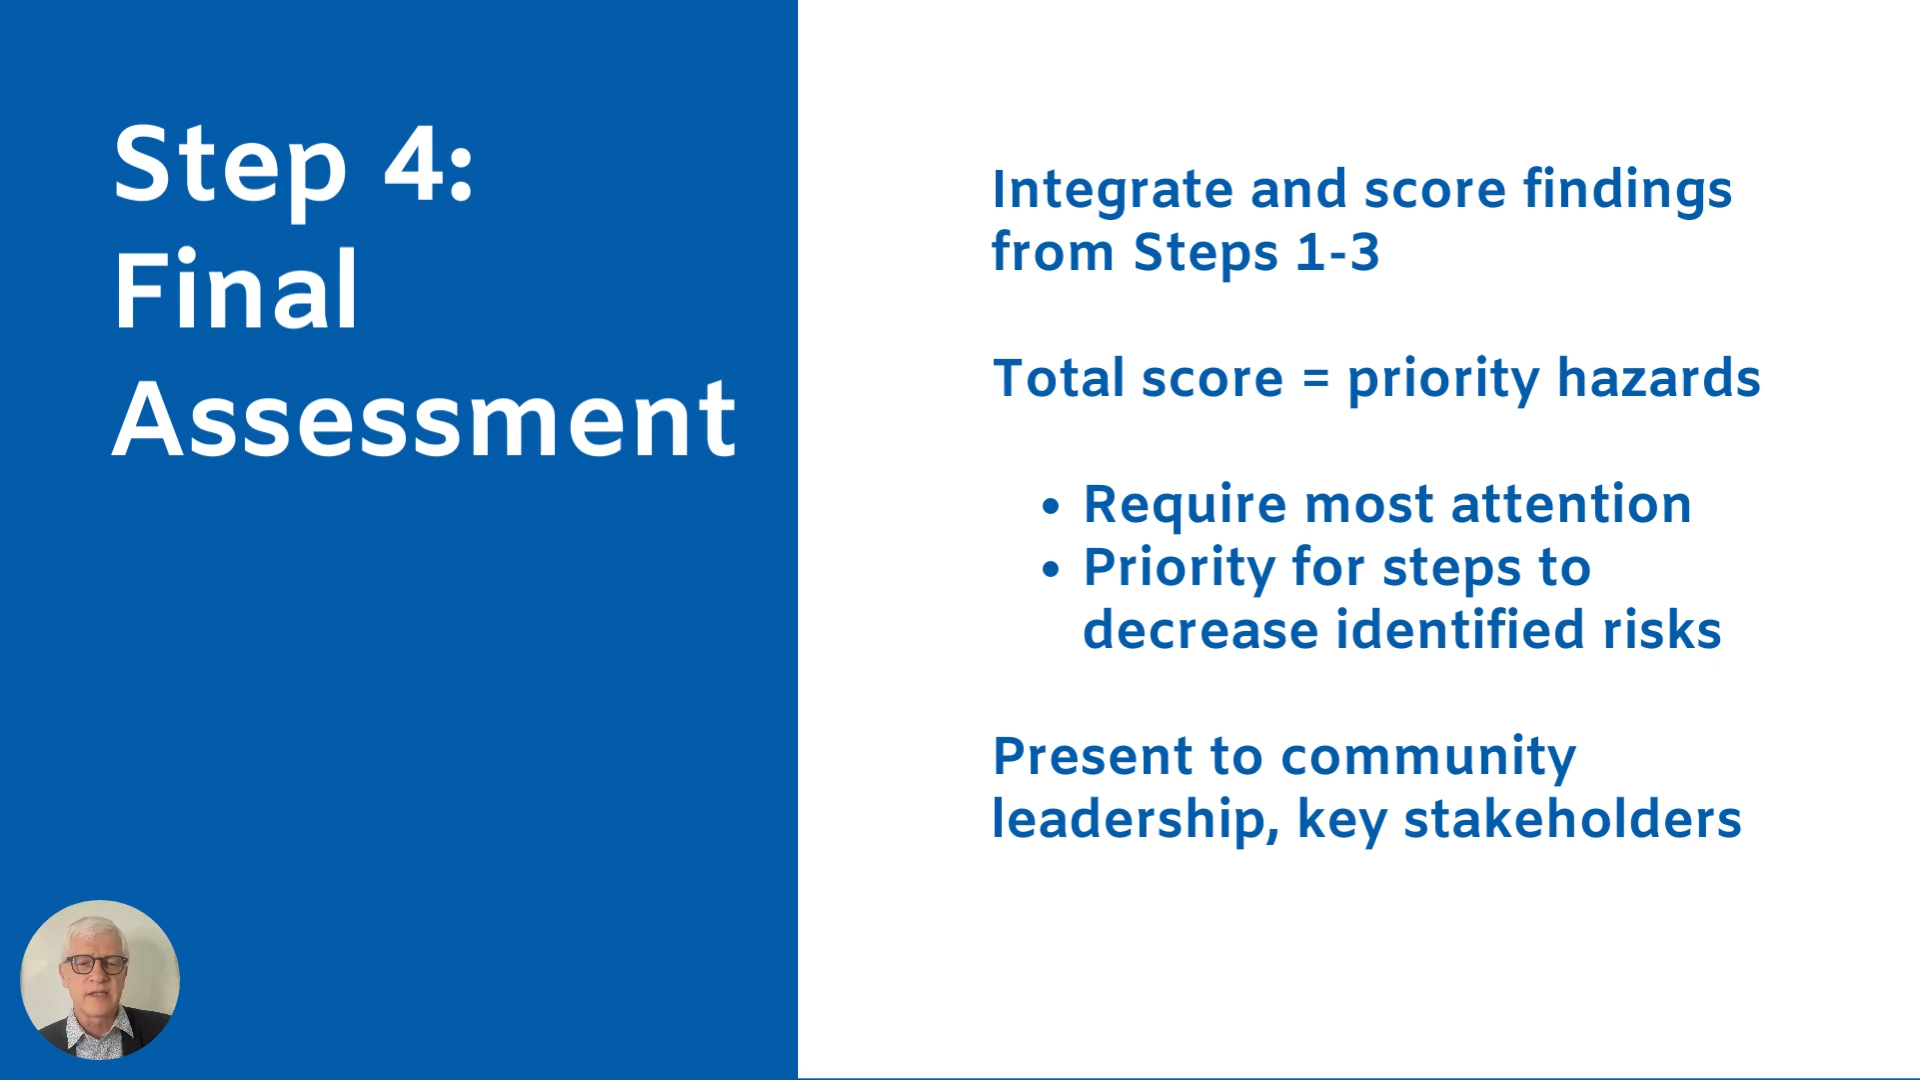 Step 4:
Final
Assessment
Integrate and score findings
from Steps 1-3
Total score = priority hazards
• Require most attention
• Priority for steps to
decrease identified risks
Present to community
leadership, key stakeholders